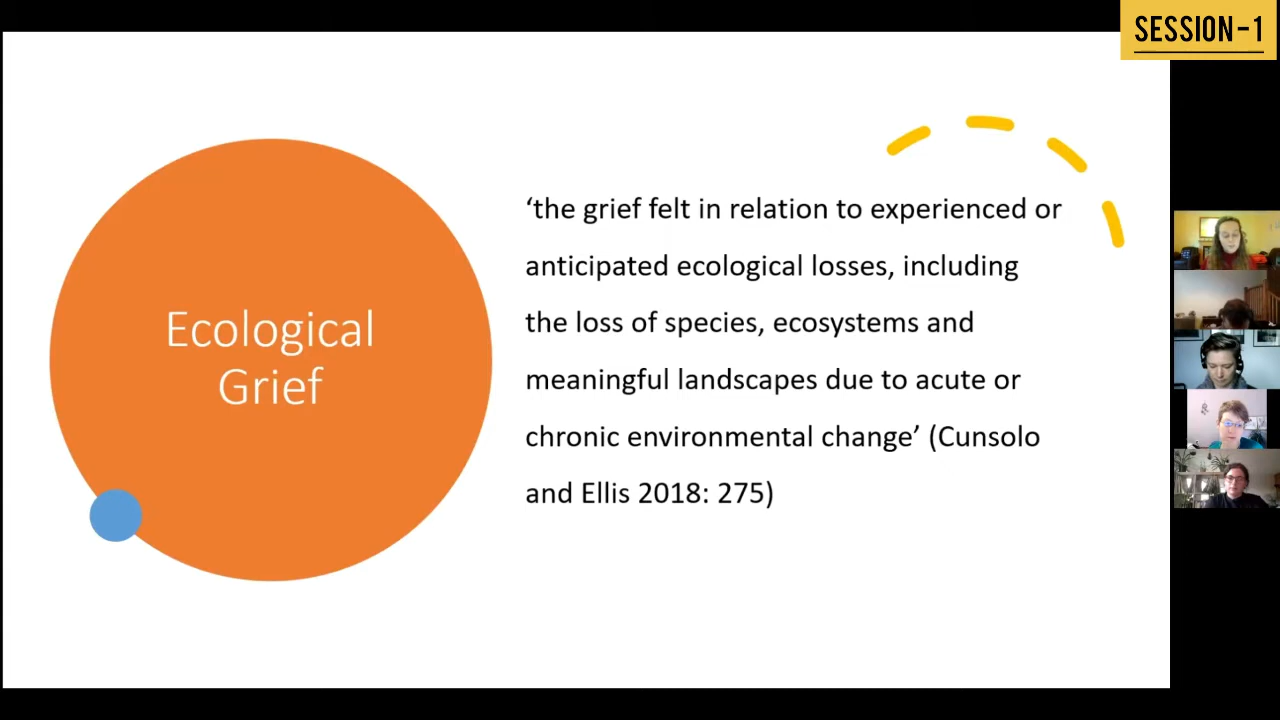 SESSION-1
Ecological
Grief
‘the grief felt in relation to experienced or
anticipated ecological losses, including
the loss of species, ecosystems and
meaningful landscapes due to acute or
chronic environmental change’ (Cunsolo
and Ellis 2018: 275)